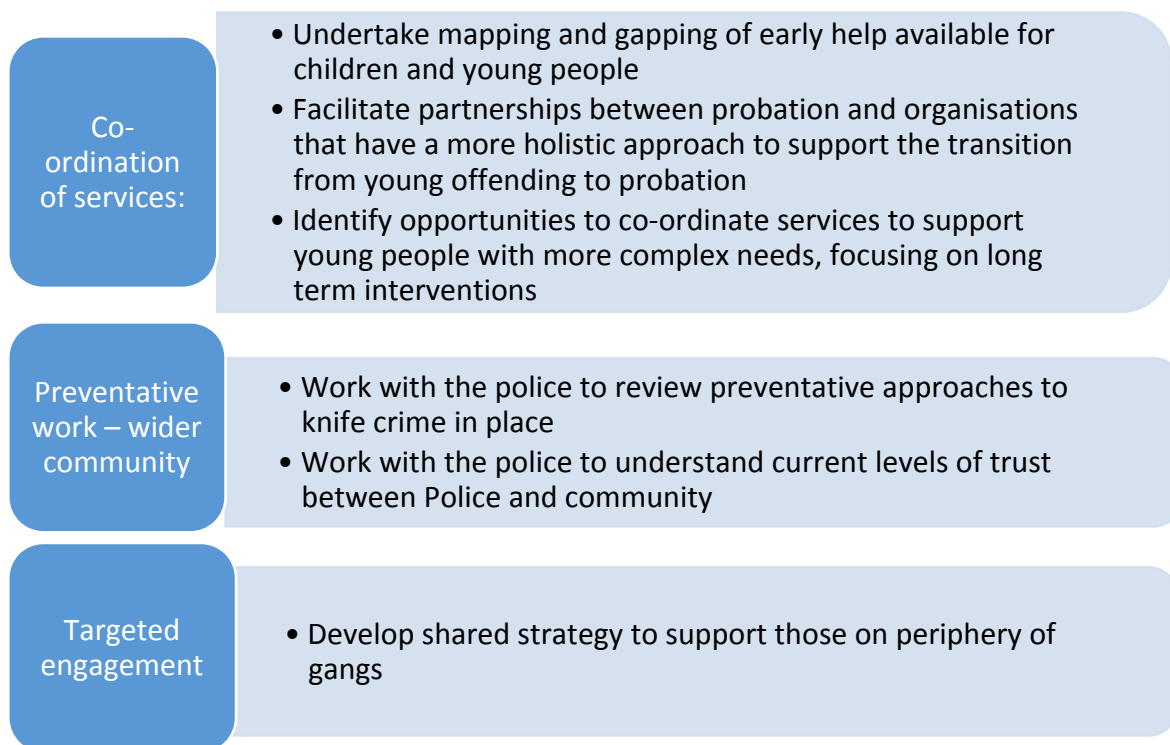 Co-
ordination
of services:
• Undertake mapping and gapping of early help available for
children and young people
• Facilitate partnerships between probation and organisations
that have a more holistic approach to support the transition
from young offending to probation
• Identify opportunities to co-ordinate services to support
young people with more complex needs, focusing on long
term interventions
Preventative
work – wider
community
• Work with the police to review preventative approaches to
knife crime in place
• Work with the police to understand current levels of trust
between Police and community
Targeted
engagement
• Develop shared strategy to support those on periphery of
gangs